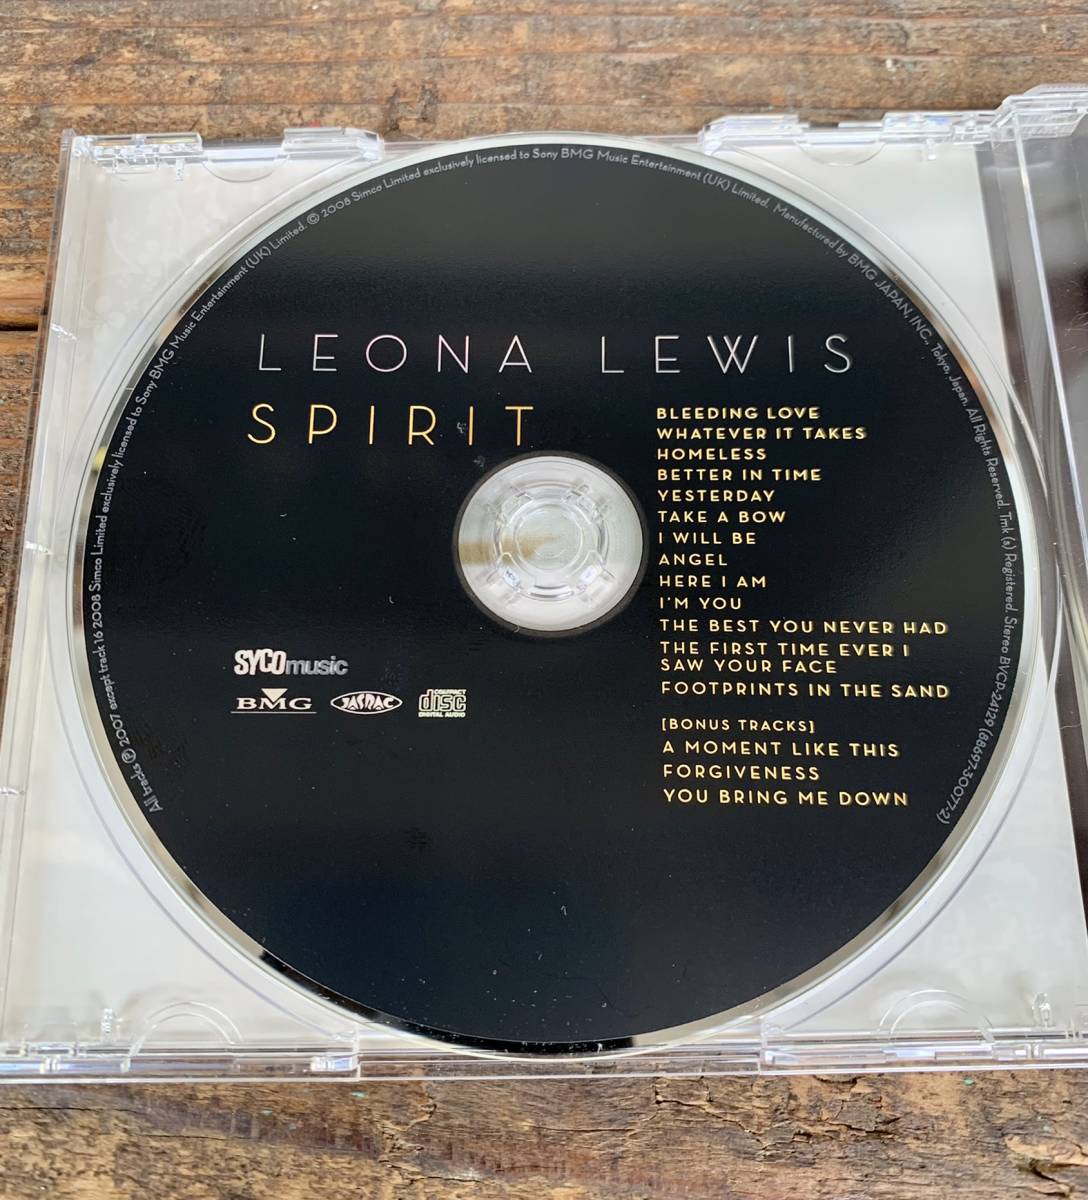 LEONA LEWIS
SPIRIT
BLEEDING LOVE
WHATEVER IT TAKES
HOMELESS
BETTER IN TIME
YESTERDAY
TAKE A BOW
I WILL BE
ANGEL
HERE I AM
I'M YOU
THE BEST YOU NEVER HAD
THE FIRST TIME EVER I
SAW YOUR FACE
FOOTPRINTS IN THE SAND
[BONUS TRACKS]
A MOMENT LIKE THIS
FORGIVENESS
YOU BRING ME DOWN
SYCOmusic
BMG
JASRAC
COMPACT
disc
DIGITAL AUDIO
All tracks ℗ 2007 except track 16 2008 Simco Limited exclusively licensed to Sony BMG Music Entertainment (UK) Limited. © 2008 Simco Limited exclusively licensed to Sony BMG Music Entertainment (UK) Limited. Manufactured by BMG JAPAN, INC., Tokyo, Japan. All Rights Reserved. Tmk (s) Registered. Stereo BVCP-24129 (88697-30077-2)